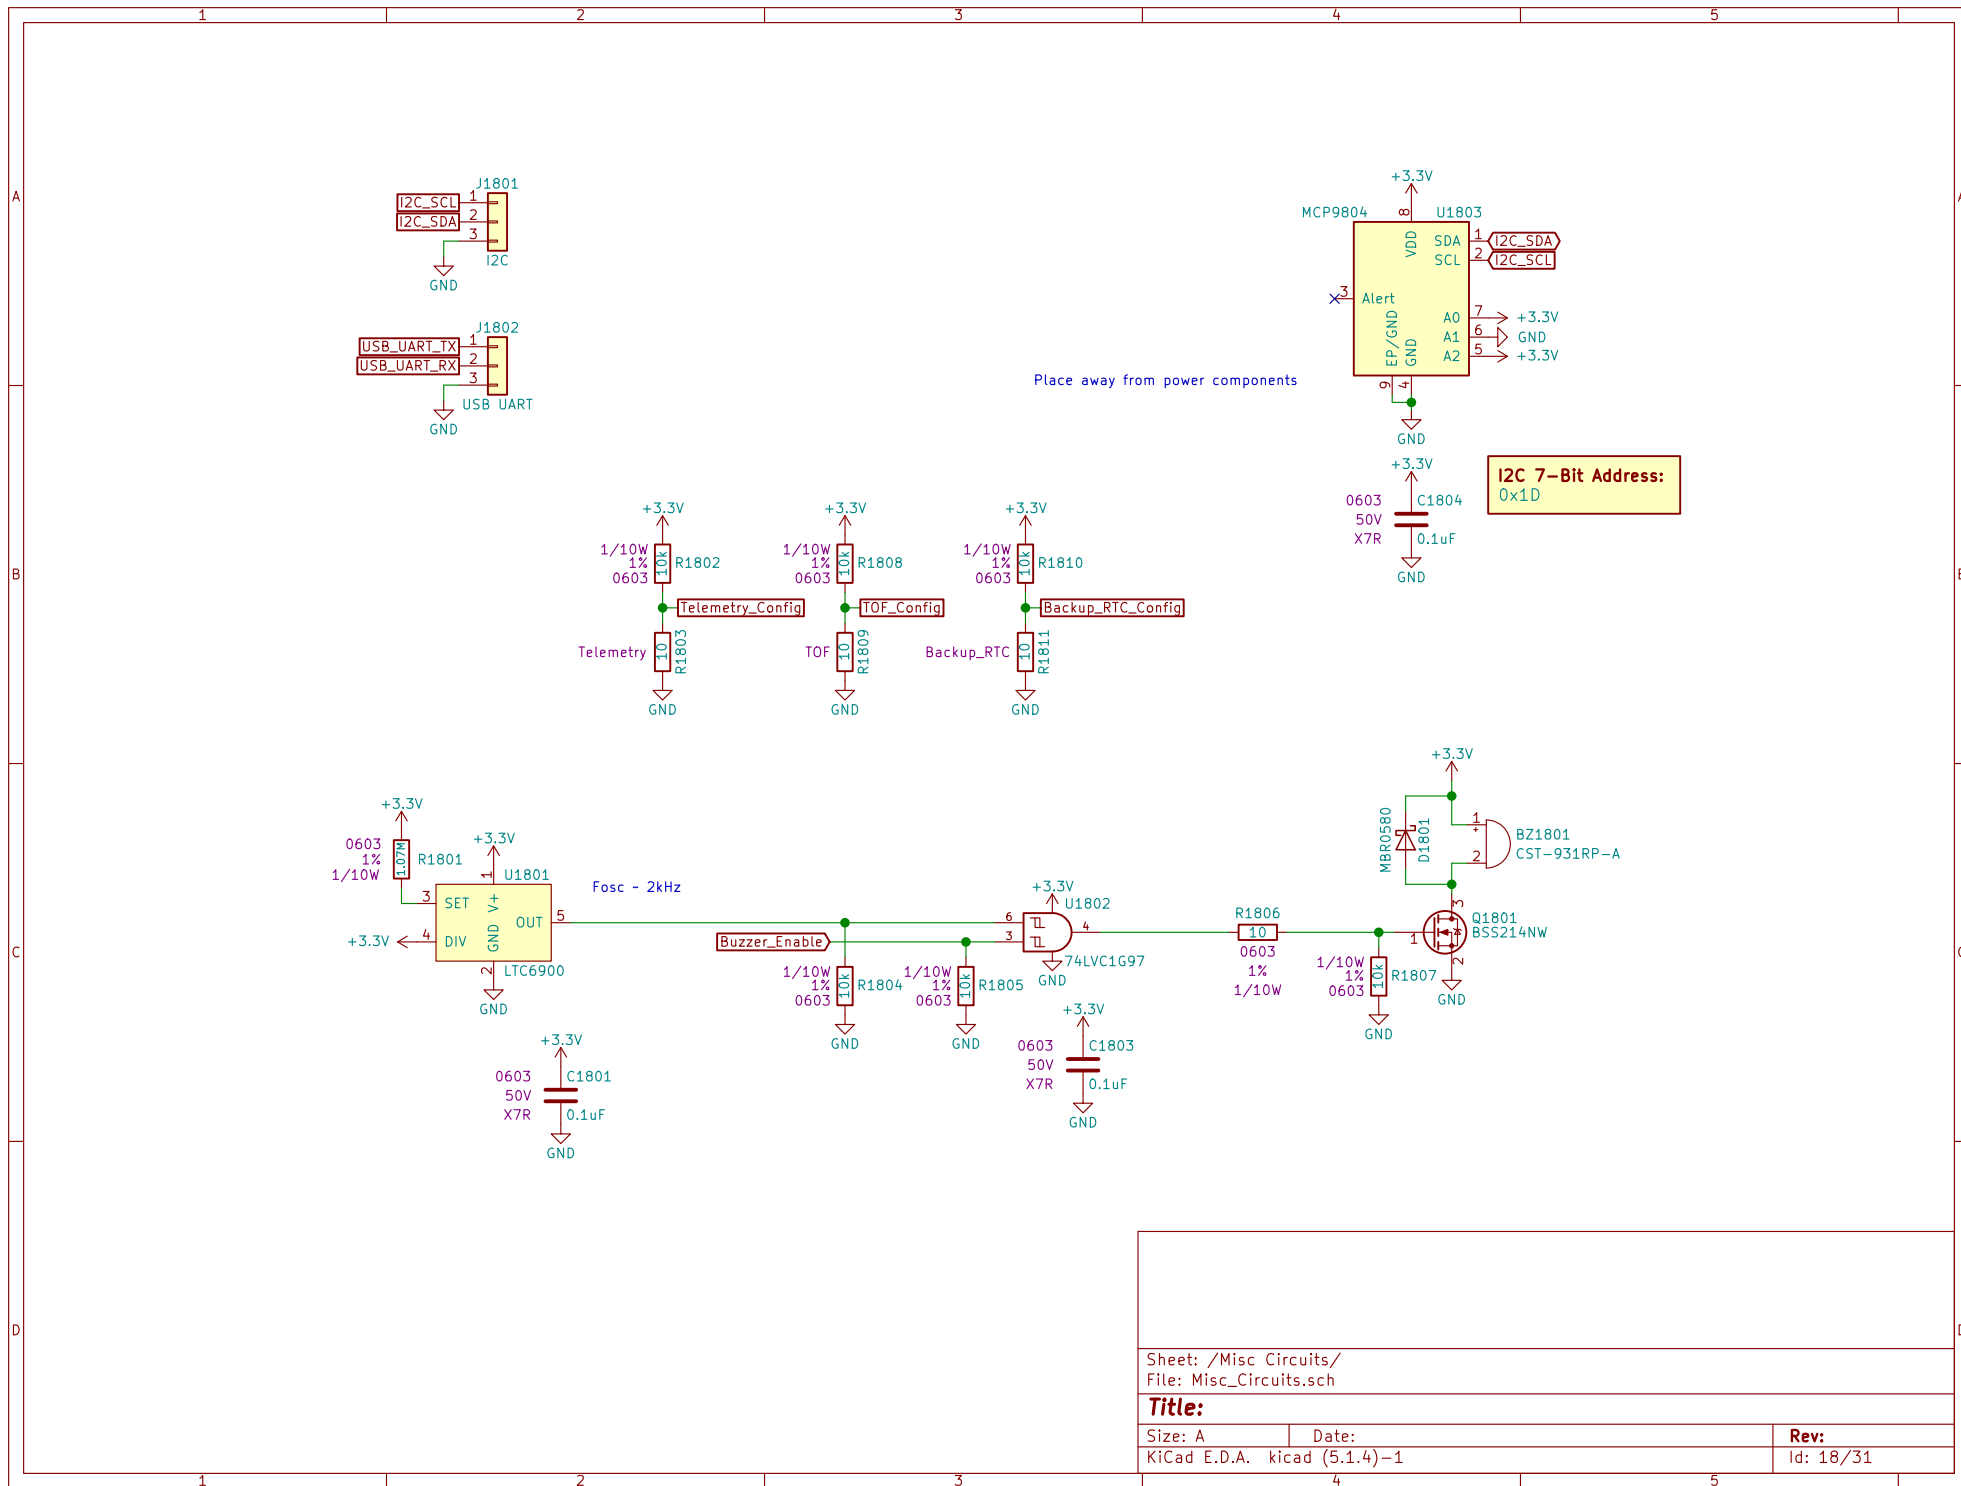 1 2 3 4 5
A
B
C
D
J1801
I2C_SCL 1
I2C_SDA 2
3
I2C
GND
J1802
USB_UART_TX 1
USB_UART_RX 2
3
USB UART
GND
+3.3V
MCP9804 U1803
8
VDD
SDA 1 I2C_SDA
SCL 2 I2C_SCL
3 Alert
A0 7 +3.3V
A1 6 GND
A2 5 +3.3V
EP/GND
GND
9 4
GND
Place away from power components
+3.3V
0603 C1804
50V
X7R 0.1uF
GND
I2C 7-Bit Address:
0x1D
+3.3V
1/10W
1% 10k R1802
0603
Telemetry_Config
Telemetry 10 R1803
GND
+3.3V
1/10W
1% 10k R1808
0603
TOF_Config
TOF 10 R1809
GND
+3.3V
1/10W
1% 10k R1810
0603
Backup_RTC_Config
Backup_RTC 10 R1811
GND
+3.3V
0603
1% 1.07M R1801
1/10W
+3.3V
1 U1801
3 SET V+
OUT 5
+3.3V 4 DIV GND
2 LTC6900
GND
Fosc ~ 2kHz
+3.3V
0603 C1801
50V
X7R 0.1uF
GND
Buzzer_Enable
1/10W
1% 10k R1804
0603
GND
1/10W
1% 10k R1805
0603
GND
+3.3V
U1802
6
3
4
74LVC1G97
GND
+3.3V
0603 C1803
50V
X7R 0.1uF
GND
R1806
10
0603
1%
1/10W
1/10W
1% 10k R1807
0603
GND
+3.3V
MBR0580
D1801
1
+
2
BZ1801
CST-931RP-A
3
Q1801
BSS214NW
1
2
GND
Sheet: /Misc Circuits/
File: Misc_Circuits.sch
Title:
Size: A Date: Rev:
KiCad E.D.A. kicad (5.1.4)-1 Id: 18/31
1 2 3 4 5